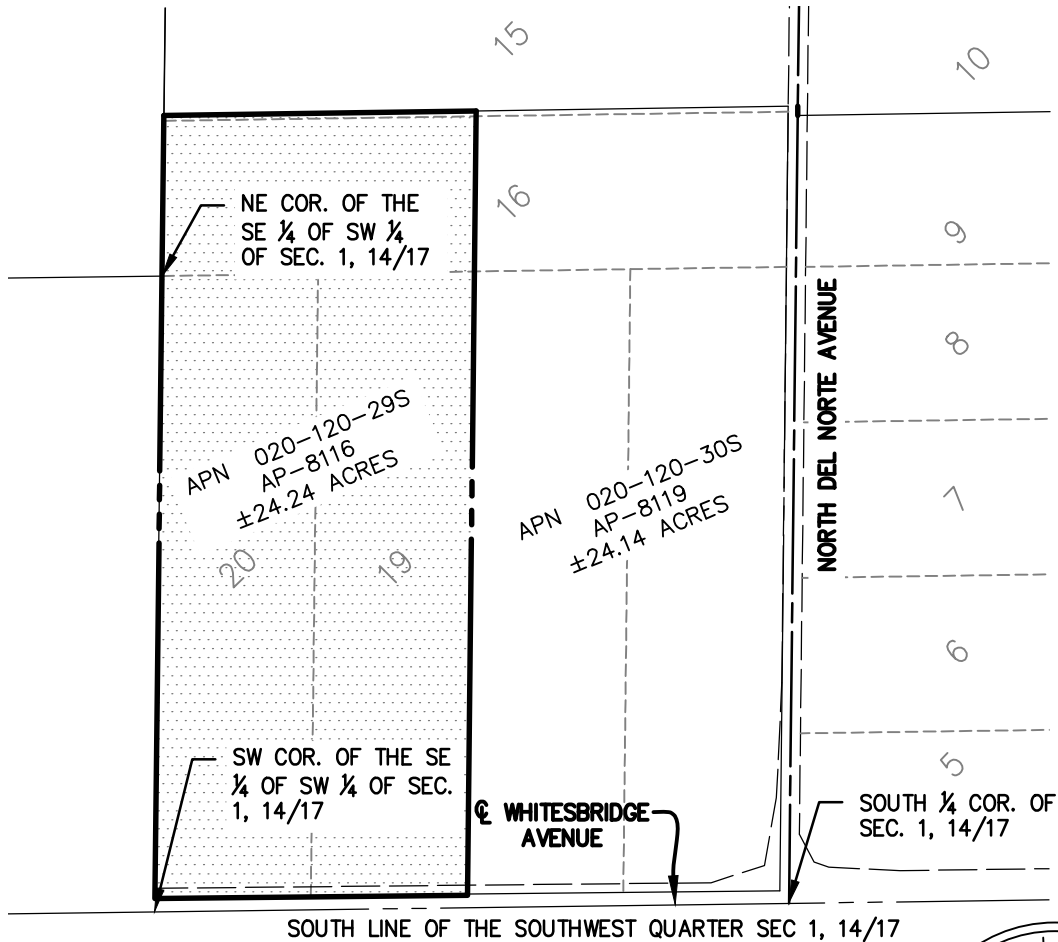 15
10
NE COR. OF THE
SE ¼ OF SW ¼
OF SEC. 1, 14/17
16
9
NORTH DEL NORTE AVENUE
8
APN 020-120-29S
AP-8116
±24.24 ACRES
APN 020-120-30S
AP-8119
±24.14 ACRES
7
20
19
6
SW COR. OF THE SE
¼ OF SW ¼ OF SEC.
1, 14/17
5
℄ WHITESBRIDGE
AVENUE
SOUTH ¼ COR. OF
SEC. 1, 14/17
SOUTH LINE OF THE SOUTHWEST QUARTER SEC 1, 14/17